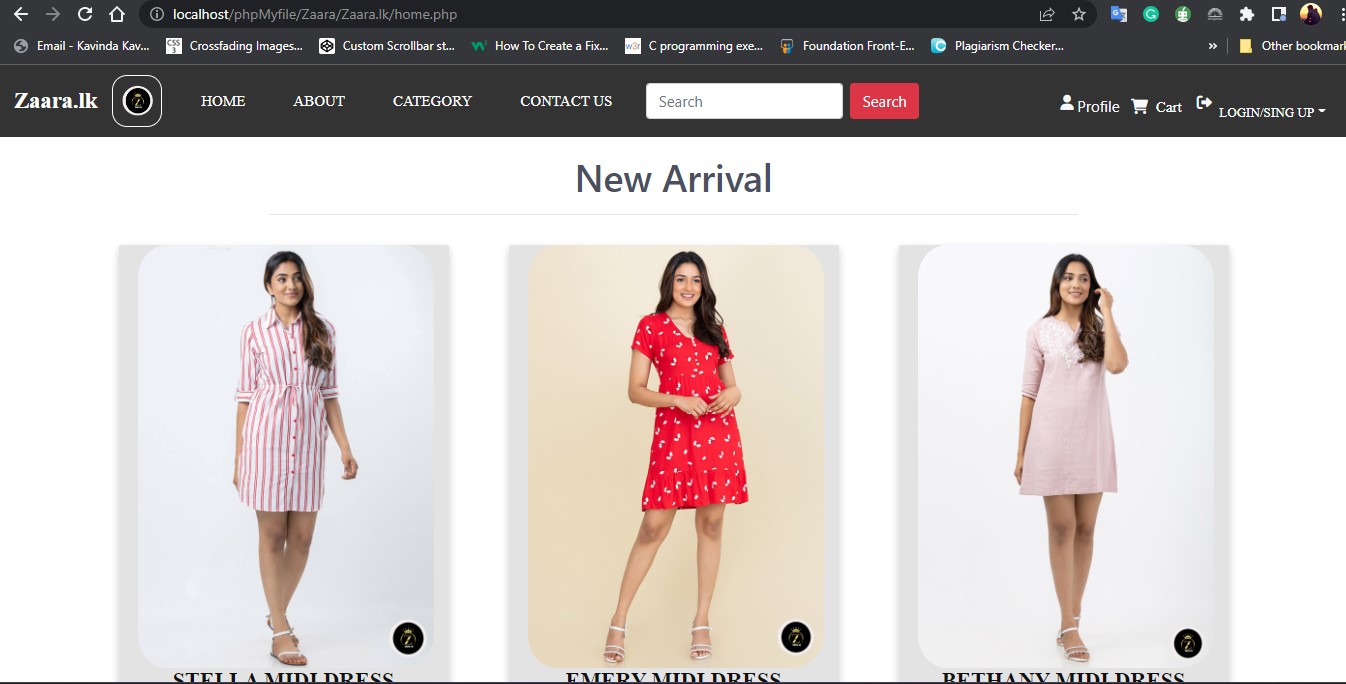 localhost/phpMyfile/Zaara/Zaara.lk/home.php
Email - Kavinda Kav... Crossfading Images... Custom Scrollbar st... How To Create a Fix... C programming exe... Foundation Front-E... Plagiarism Checker... » Other bookmar
Zaara.lk HOME ABOUT CATEGORY CONTACT US Search Search Profile Cart LOGIN/SING UP
New Arrival
STELLA MIDI DRESS EMERY MIDI DRESS BETHANY MIDI DRESS